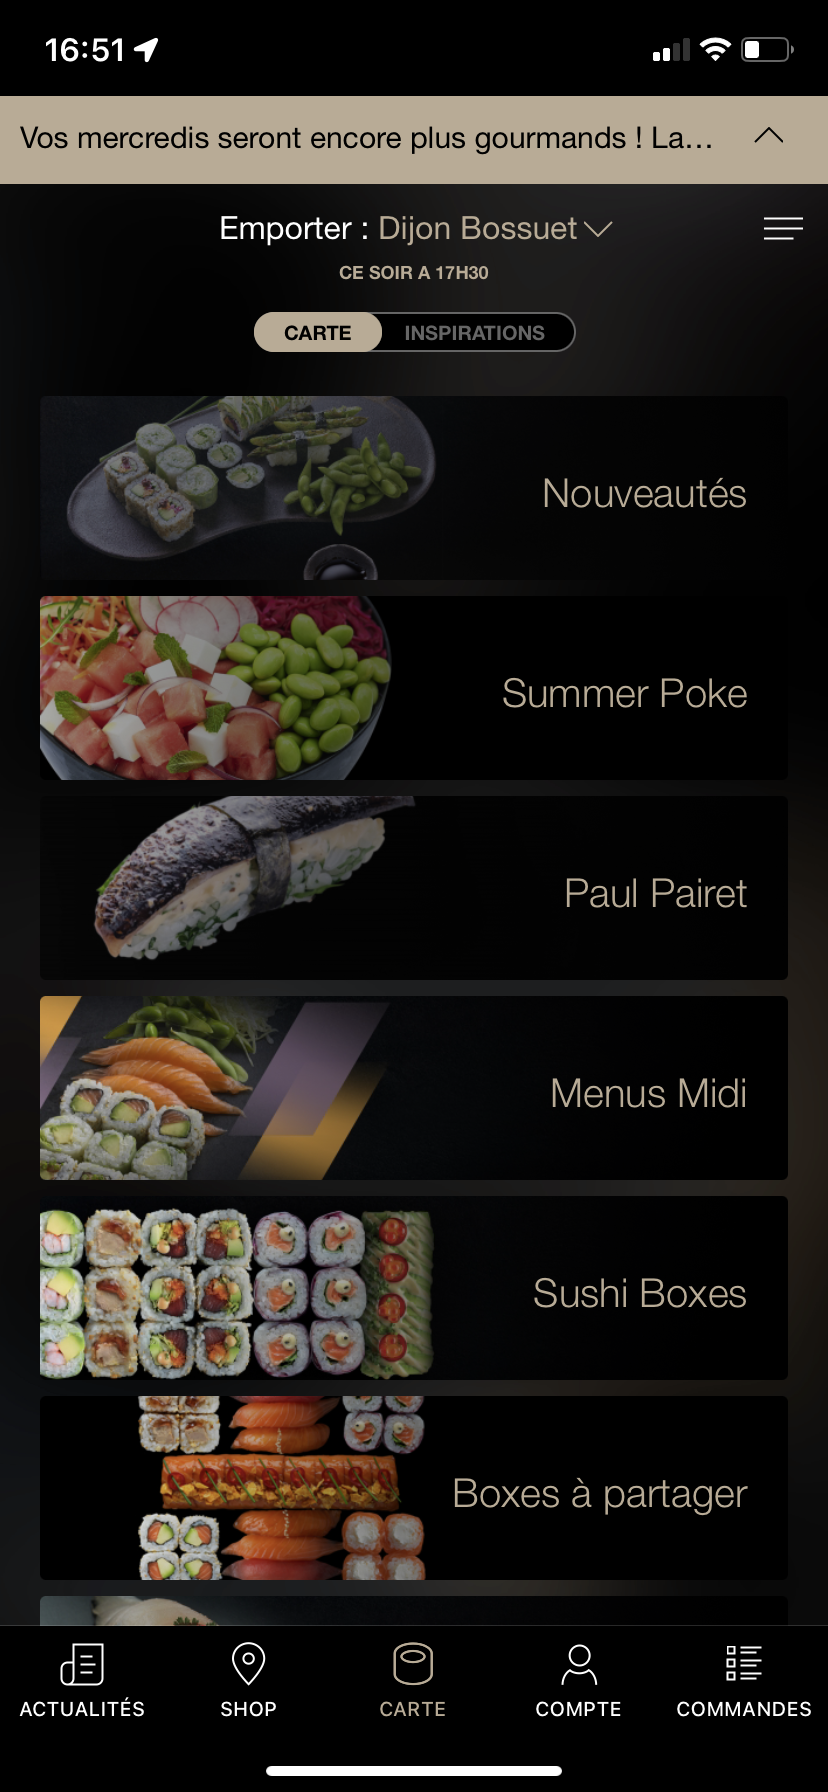 16:51
Vos mercredis seront encore plus gourmands ! La...
Emporter : Dijon Bossuet
CE SOIR A 17H30
CARTE
INSPIRATIONS
Nouveautés
Summer Poke
Paul Pairet
Menus Midi
Sushi Boxes
Boxes à partager
ACTUALITÉS
SHOP
CARTE
COMPTE
COMMANDES